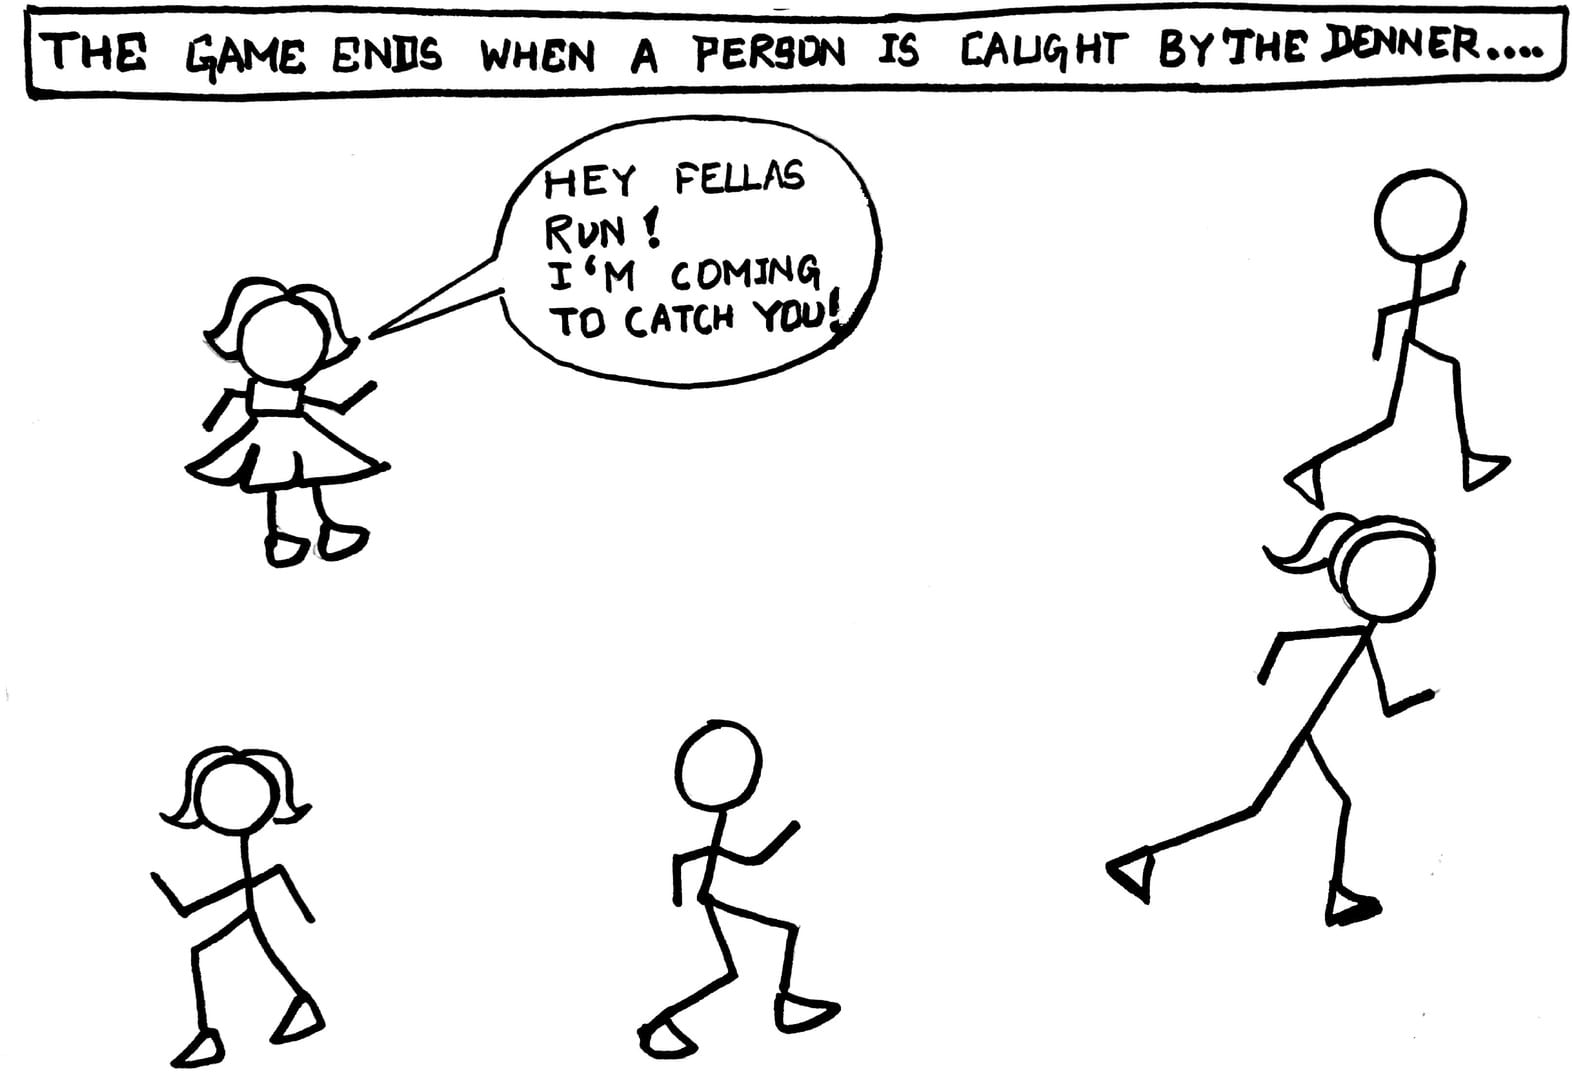 THE GAME ENDS WHEN A PERSON IS CAUGHT BY THE DENNER....
HEY FELLAS
RUN!
I'M COMING
TO CATCH YOU!